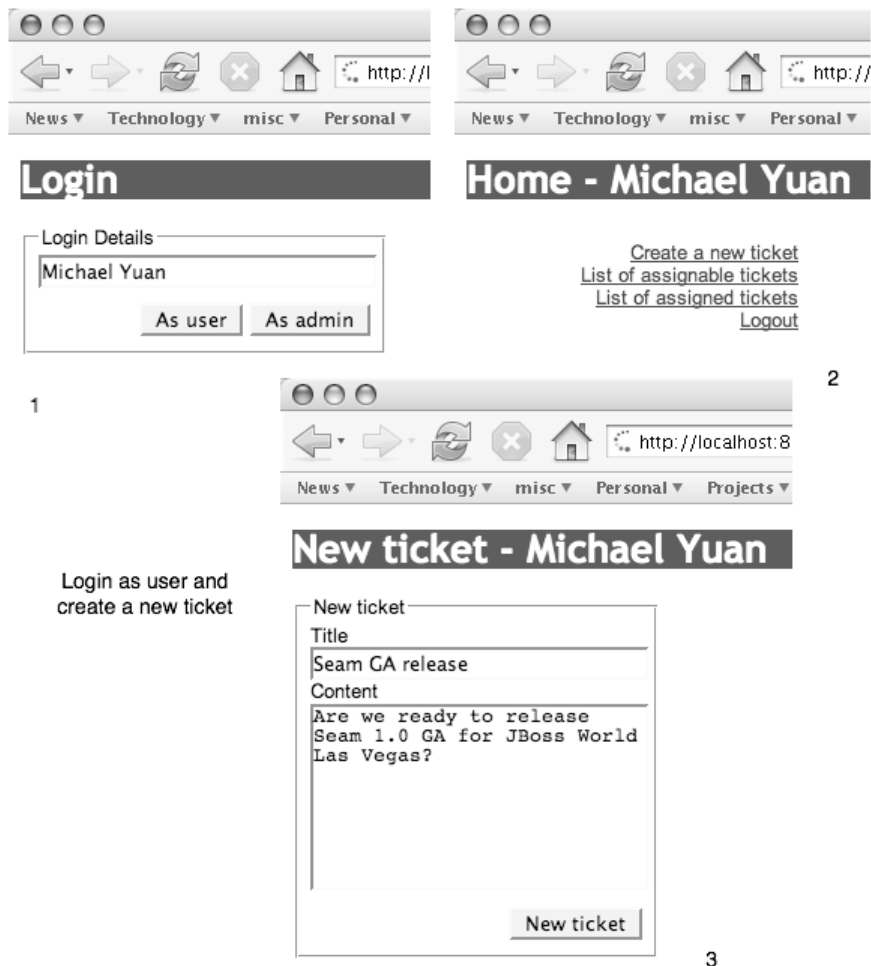 http://l
News ▼ Technology ▼ misc ▼ Personal ▼
Login
Login Details
Michael Yuan
As user As admin
1
http://
News ▼ Technology ▼ misc ▼ Personal ▼
Home - Michael Yuan
Create a new ticket
List of assignable tickets
List of assigned tickets
Logout
2
Login as user and
create a new ticket
http://localhost:8
News ▼ Technology ▼ misc ▼ Personal ▼ Projects ▼
New ticket - Michael Yuan
New ticket
Title
Seam GA release
Content
Are we ready to release
Seam 1.0 GA for JBoss World
Las Vegas?
New ticket
3